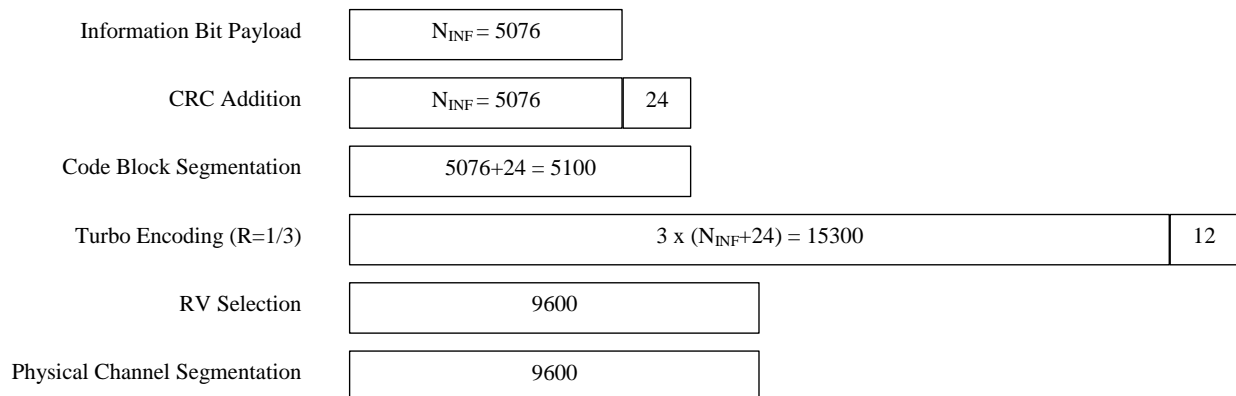 Information Bit Payload
N_INF = 5076
CRC Addition
N_INF = 5076
24
Code Block Segmentation
5076+24 = 5100
Turbo Encoding (R=1/3)
3 x (N_INF+24) = 15300
12
RV Selection
9600
Physical Channel Segmentation
9600